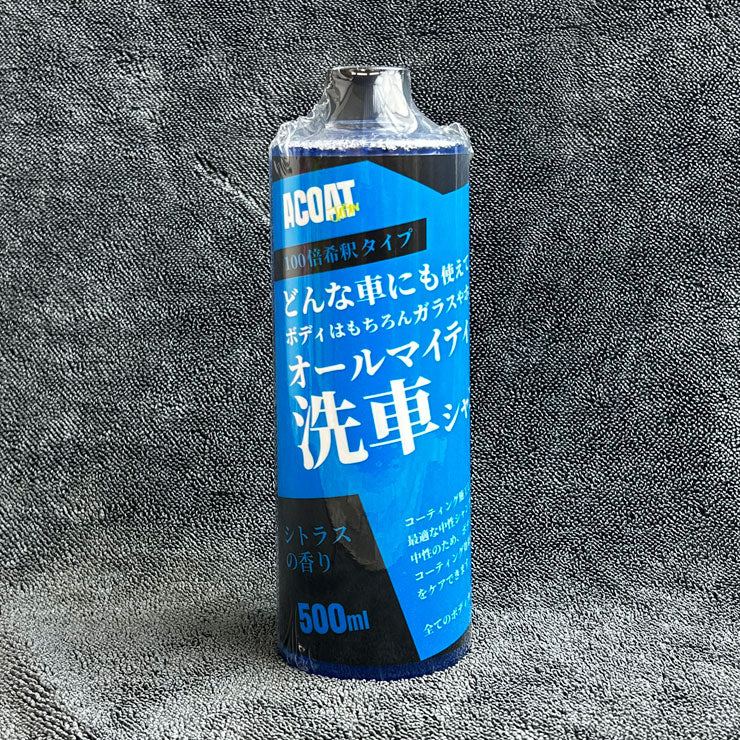 ACOAT
100倍希釈タイプ
どんな車にも使えて
ボディはもちろんガラスや
オールマイティ
洗車シャ
シトラス
の香り
500ml
コーティング
最適な中性シャ
中性のため、
コーティング
をケアでき
全てのボディ